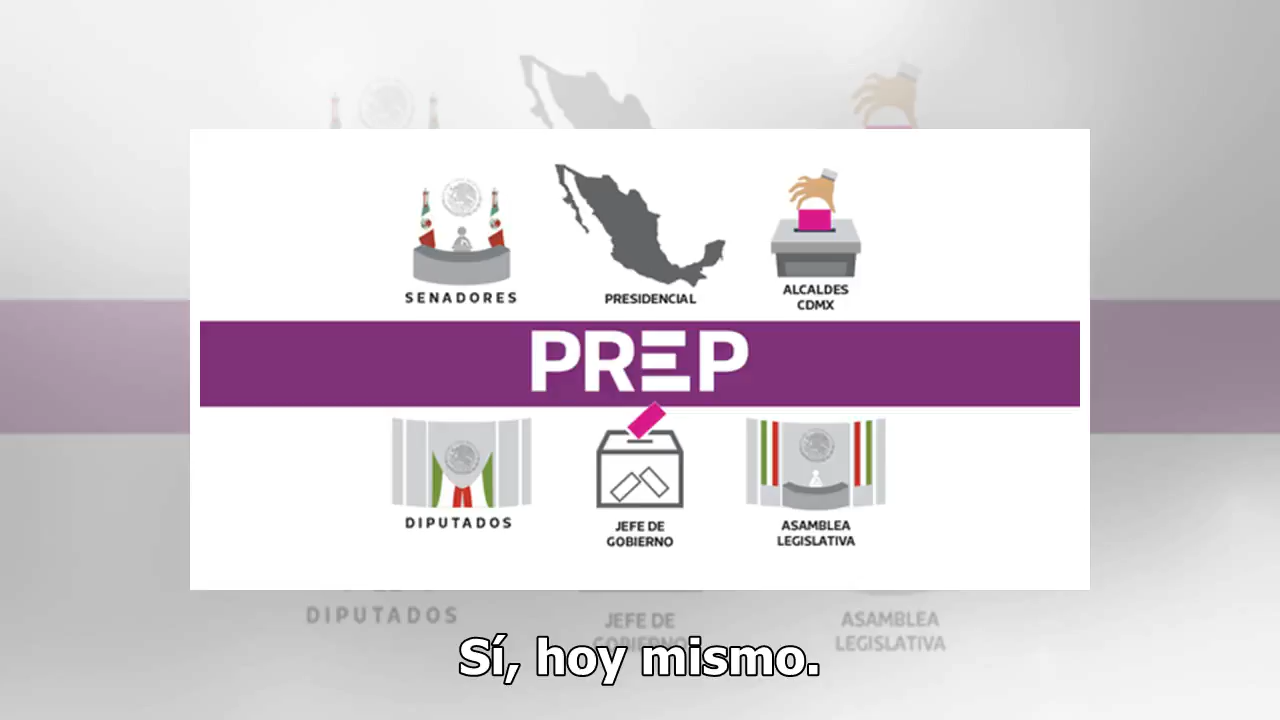 SENADORES
PRESIDENCIAL
ALCALDES
CDMX
PREP
DIPUTADOS
JEFE DE
GOBIERNO
ASAMBLEA
LEGISLATIVA
DIPUTADOS
JEFE DE
GOBIERNO
ASAMBLEA
LEGISLATIVA
Sí, hoy mismo.